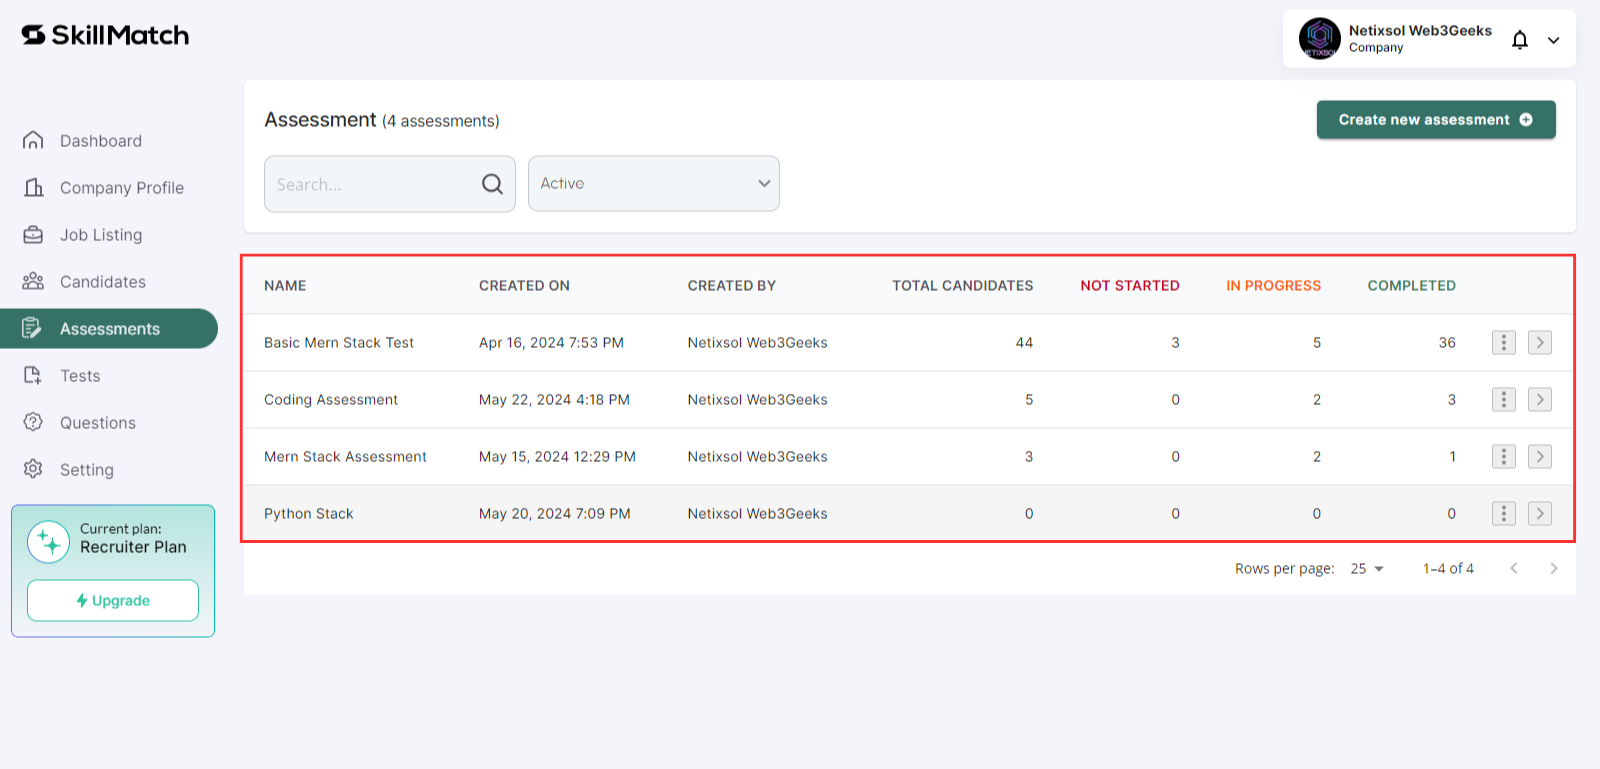 SkillMatch
Netixsol Web3Geeks
Company
NETIXSOL
Dashboard
Company Profile
Job Listing
Candidates
Assessments
Tests
Questions
Setting
Current plan:
Recruiter Plan
Upgrade
Assessment (4 assessments)
Create new assessment
Search...
Active
NAME CREATED ON CREATED BY TOTAL CANDIDATES NOT STARTED IN PROGRESS COMPLETED
Basic Mern Stack Test Apr 16, 2024 7:53 PM Netixsol Web3Geeks 44 3 5 36
Coding Assessment May 22, 2024 4:18 PM Netixsol Web3Geeks 5 0 2 3
Mern Stack Assessment May 15, 2024 12:29 PM Netixsol Web3Geeks 3 0 2 1
Python Stack May 20, 2024 7:09 PM Netixsol Web3Geeks 0 0 0 0
Rows per page: 25 1–4 of 4